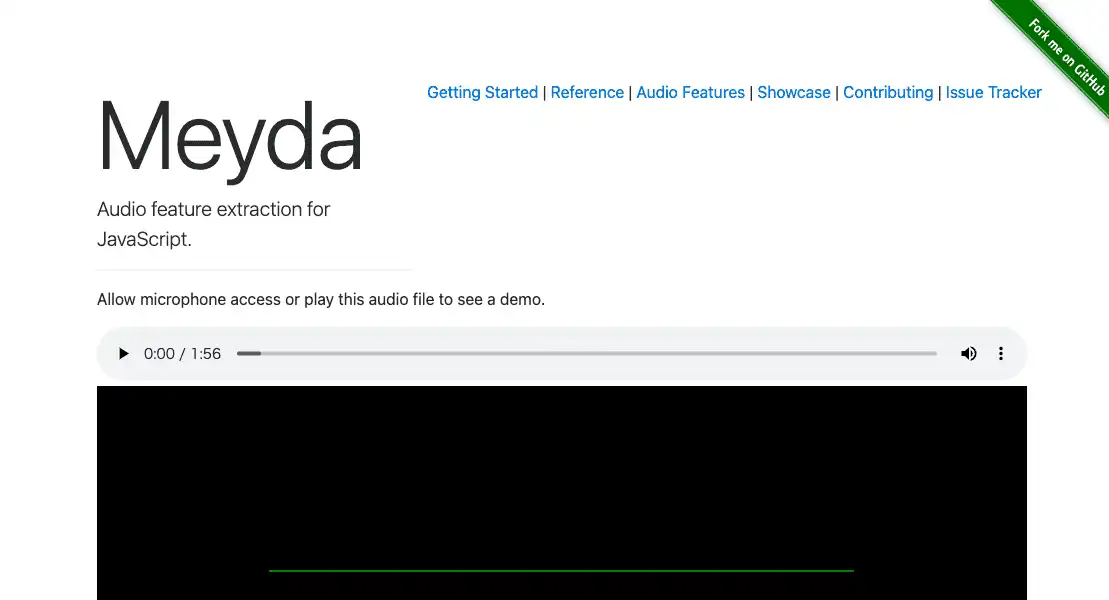 Fork me on GitHub
Getting Started | Reference | Audio Features | Showcase | Contributing | Issue Tracker
Meyda
Audio feature extraction for
JavaScript.
Allow microphone access or play this audio file to see a demo.
0:00 / 1:56